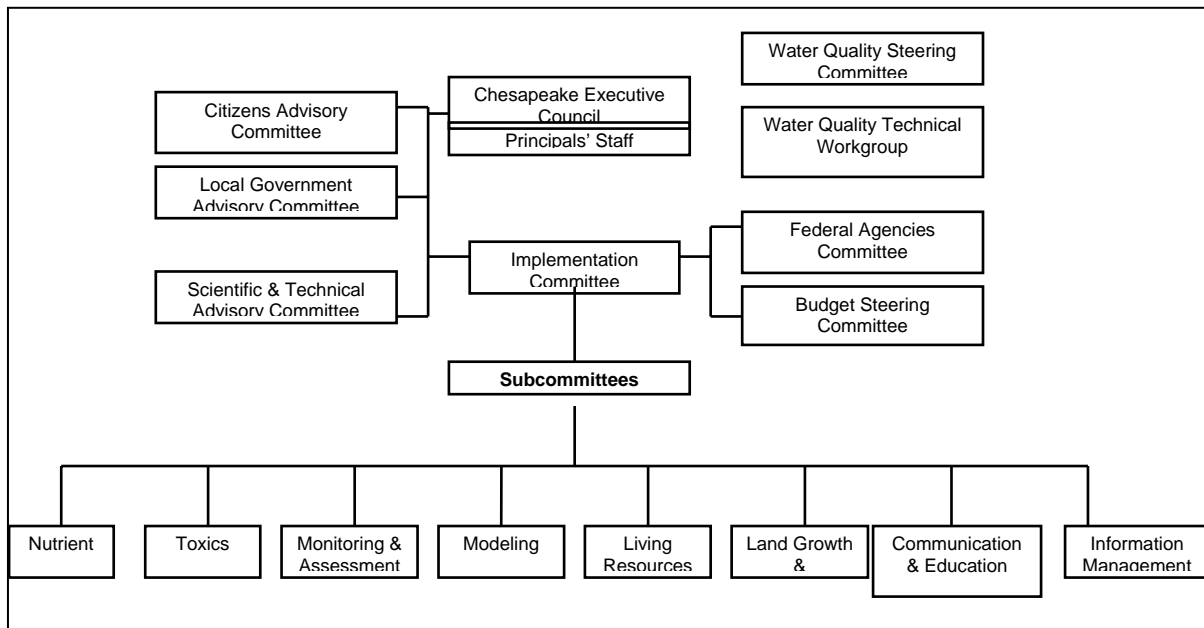 Water Quality Steering
Committee
Citizens Advisory
Committee
Chesapeake Executive
Council
Principals’ Staff
Water Quality Technical
Workgroup
Local Government
Advisory Committee
Federal Agencies
Committee
Implementation
Committee
Scientific & Technical
Advisory Committee
Budget Steering
Committee
Subcommittees
Nutrient
Toxics
Monitoring &
Assessment
Modeling
Living
Resources
Land Growth
&
Communication
& Education
Information
Management